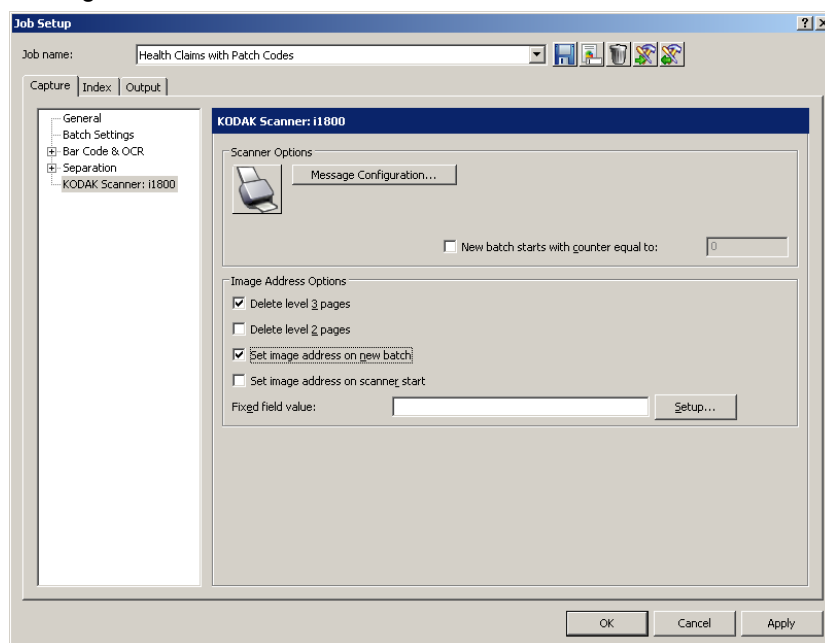 Job Setup
Job name: Health Claims with Patch Codes
Capture Index Output
General
Batch Settings
Bar Code & OCR
Separation
KODAK Scanner: i1800
KODAK Scanner: i1800
Scanner Options
Message Configuration...
New batch starts with counter equal to: 0
Image Address Options
Delete level 3 pages
Delete level 2 pages
Set image address on new batch
Set image address on scanner start
Fixed field value:
Setup...
OK Cancel Apply